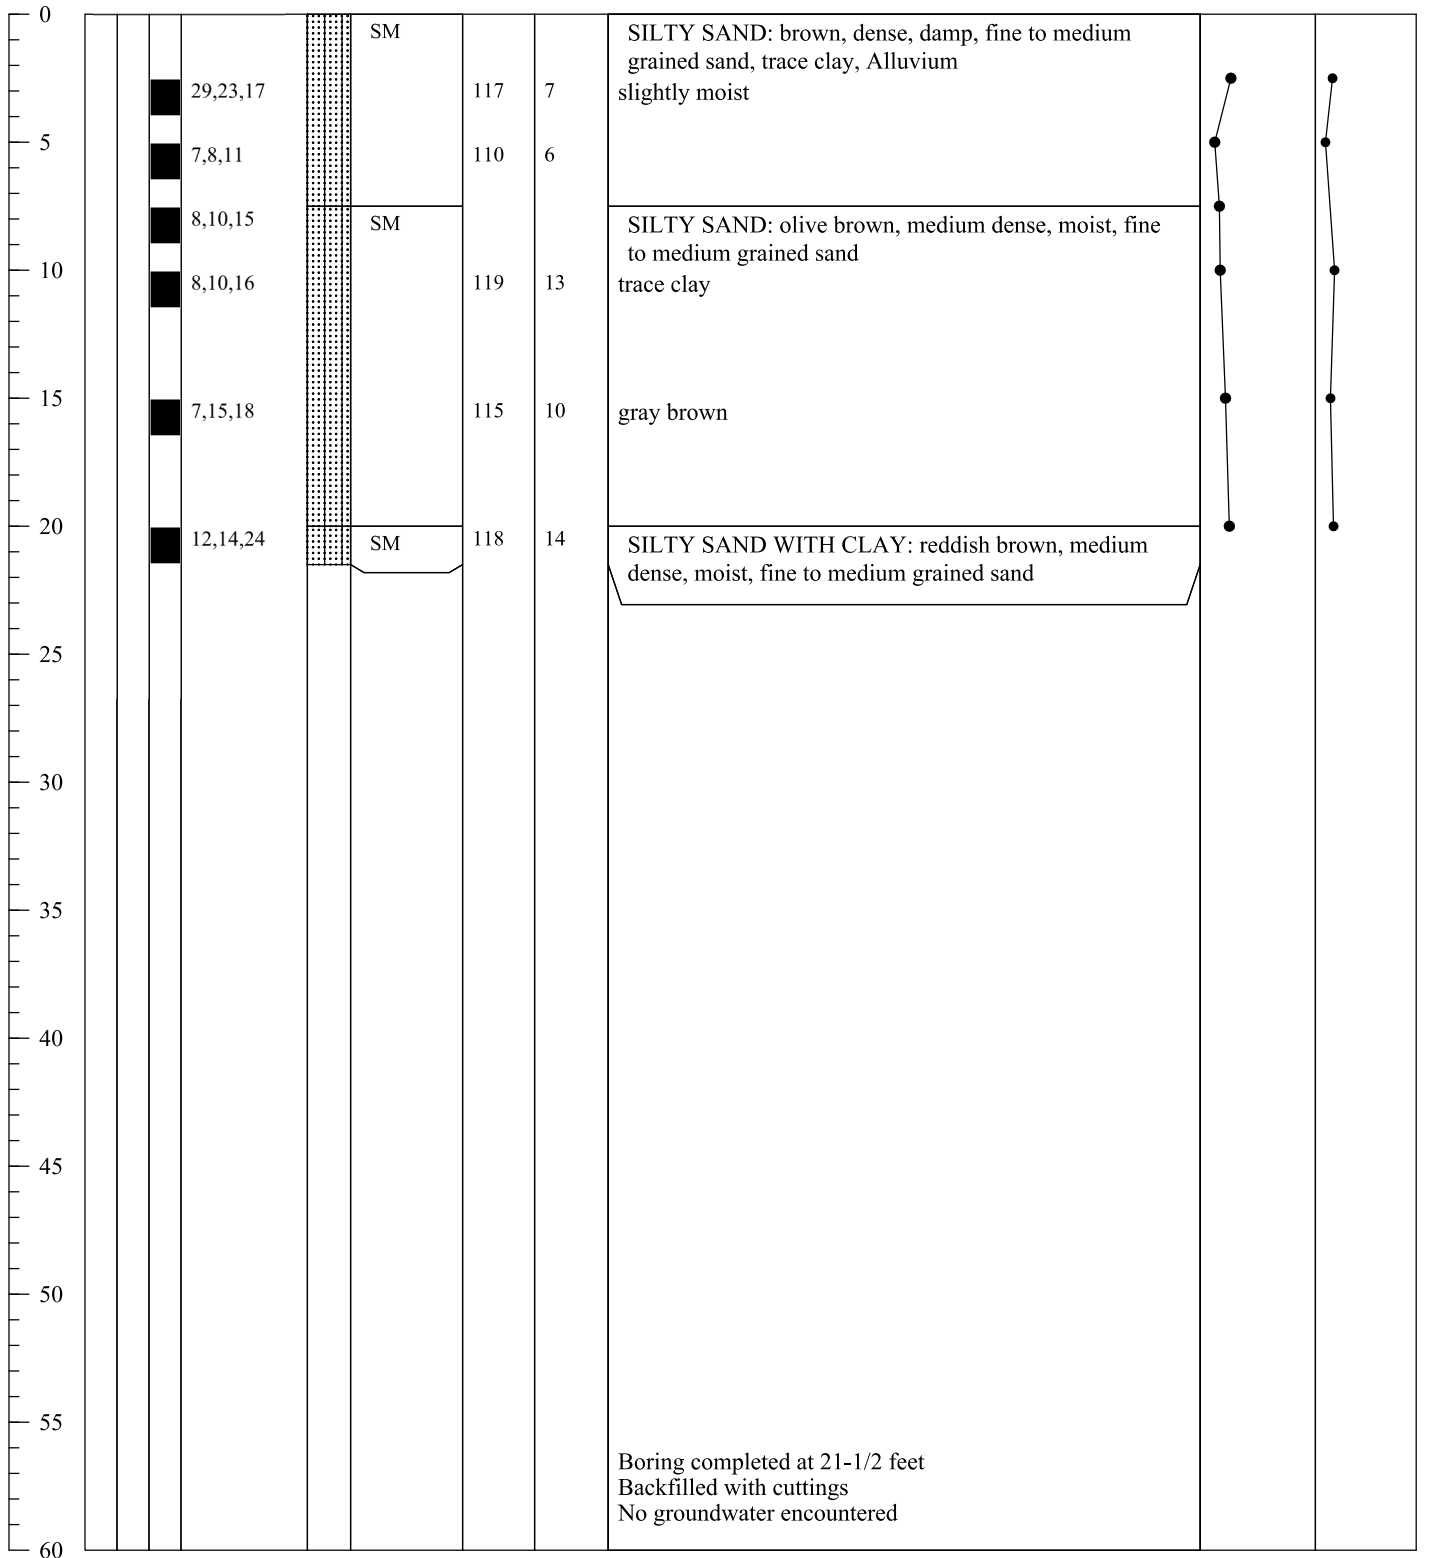 0
SM
SILTY SAND: brown, dense, damp, fine to medium
grained sand, trace clay, Alluvium
29,23,17 117 7 slightly moist
5
7,8,11 110 6
8,10,15 SM SILTY SAND: olive brown, medium dense, moist, fine
to medium grained sand
10
8,10,16 119 13 trace clay
15
7,15,18 115 10 gray brown
20
12,14,24 SM 118 14 SILTY SAND WITH CLAY: reddish brown, medium
dense, moist, fine to medium grained sand
25
30
35
40
45
50
55
Boring completed at 21-1/2 feet
Backfilled with cuttings
No groundwater encountered
60